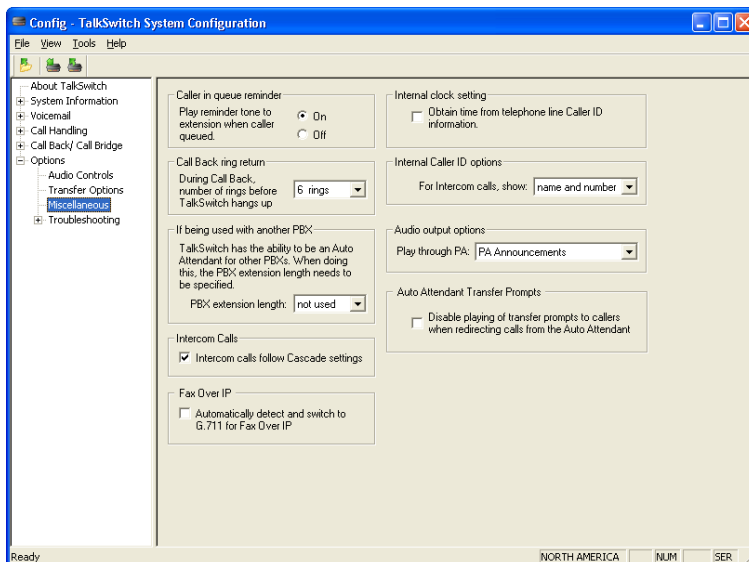 Config - TalkSwitch System Configuration
File View Tools Help
About TalkSwitch
System Information
Voicemail
Call Handling
Call Back/ Call Bridge
Options
Audio Controls
Transfer Options
Miscellaneous
Troubleshooting
Caller in queue reminder
Play reminder tone to
extension when caller
queued.
On
Off
Call Back ring return
During Call Back,
number of rings before
TalkSwitch hangs up
6 rings
If being used with another PBX
TalkSwitch has the ability to be an Auto
Attendant for other PBXs. When doing
this, the PBX extension length needs to
be specified.
PBX extension length: not used
Intercom Calls
Intercom calls follow Cascade settings
Fax Over IP
Automatically detect and switch to
G.711 for Fax Over IP
Internal clock setting
Obtain time from telephone line Caller ID
information.
Internal Caller ID options
For Intercom calls, show: name and number
Audio output options
Play through PA: PA Announcements
Auto Attendant Transfer Prompts
Disable playing of transfer prompts to callers
when redirecting calls from the Auto Attendant
Ready NORTH AMERICA NUM SER